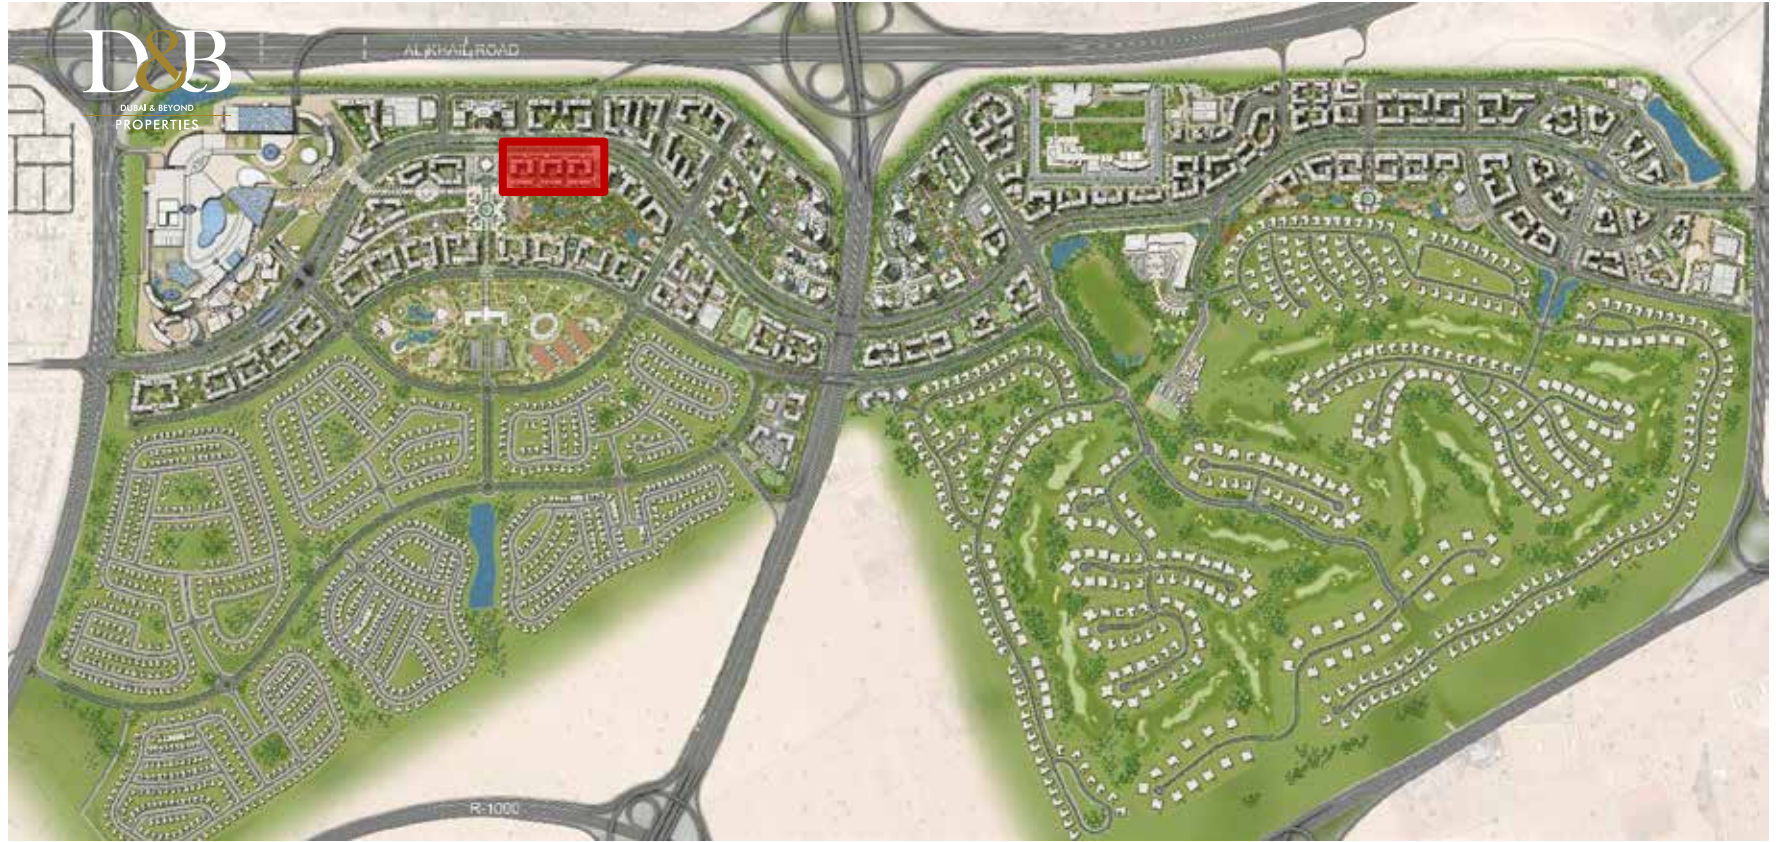 D&B
DUBAI & BEYOND
PROPERTIES
AL KHAIL ROAD
R-1000